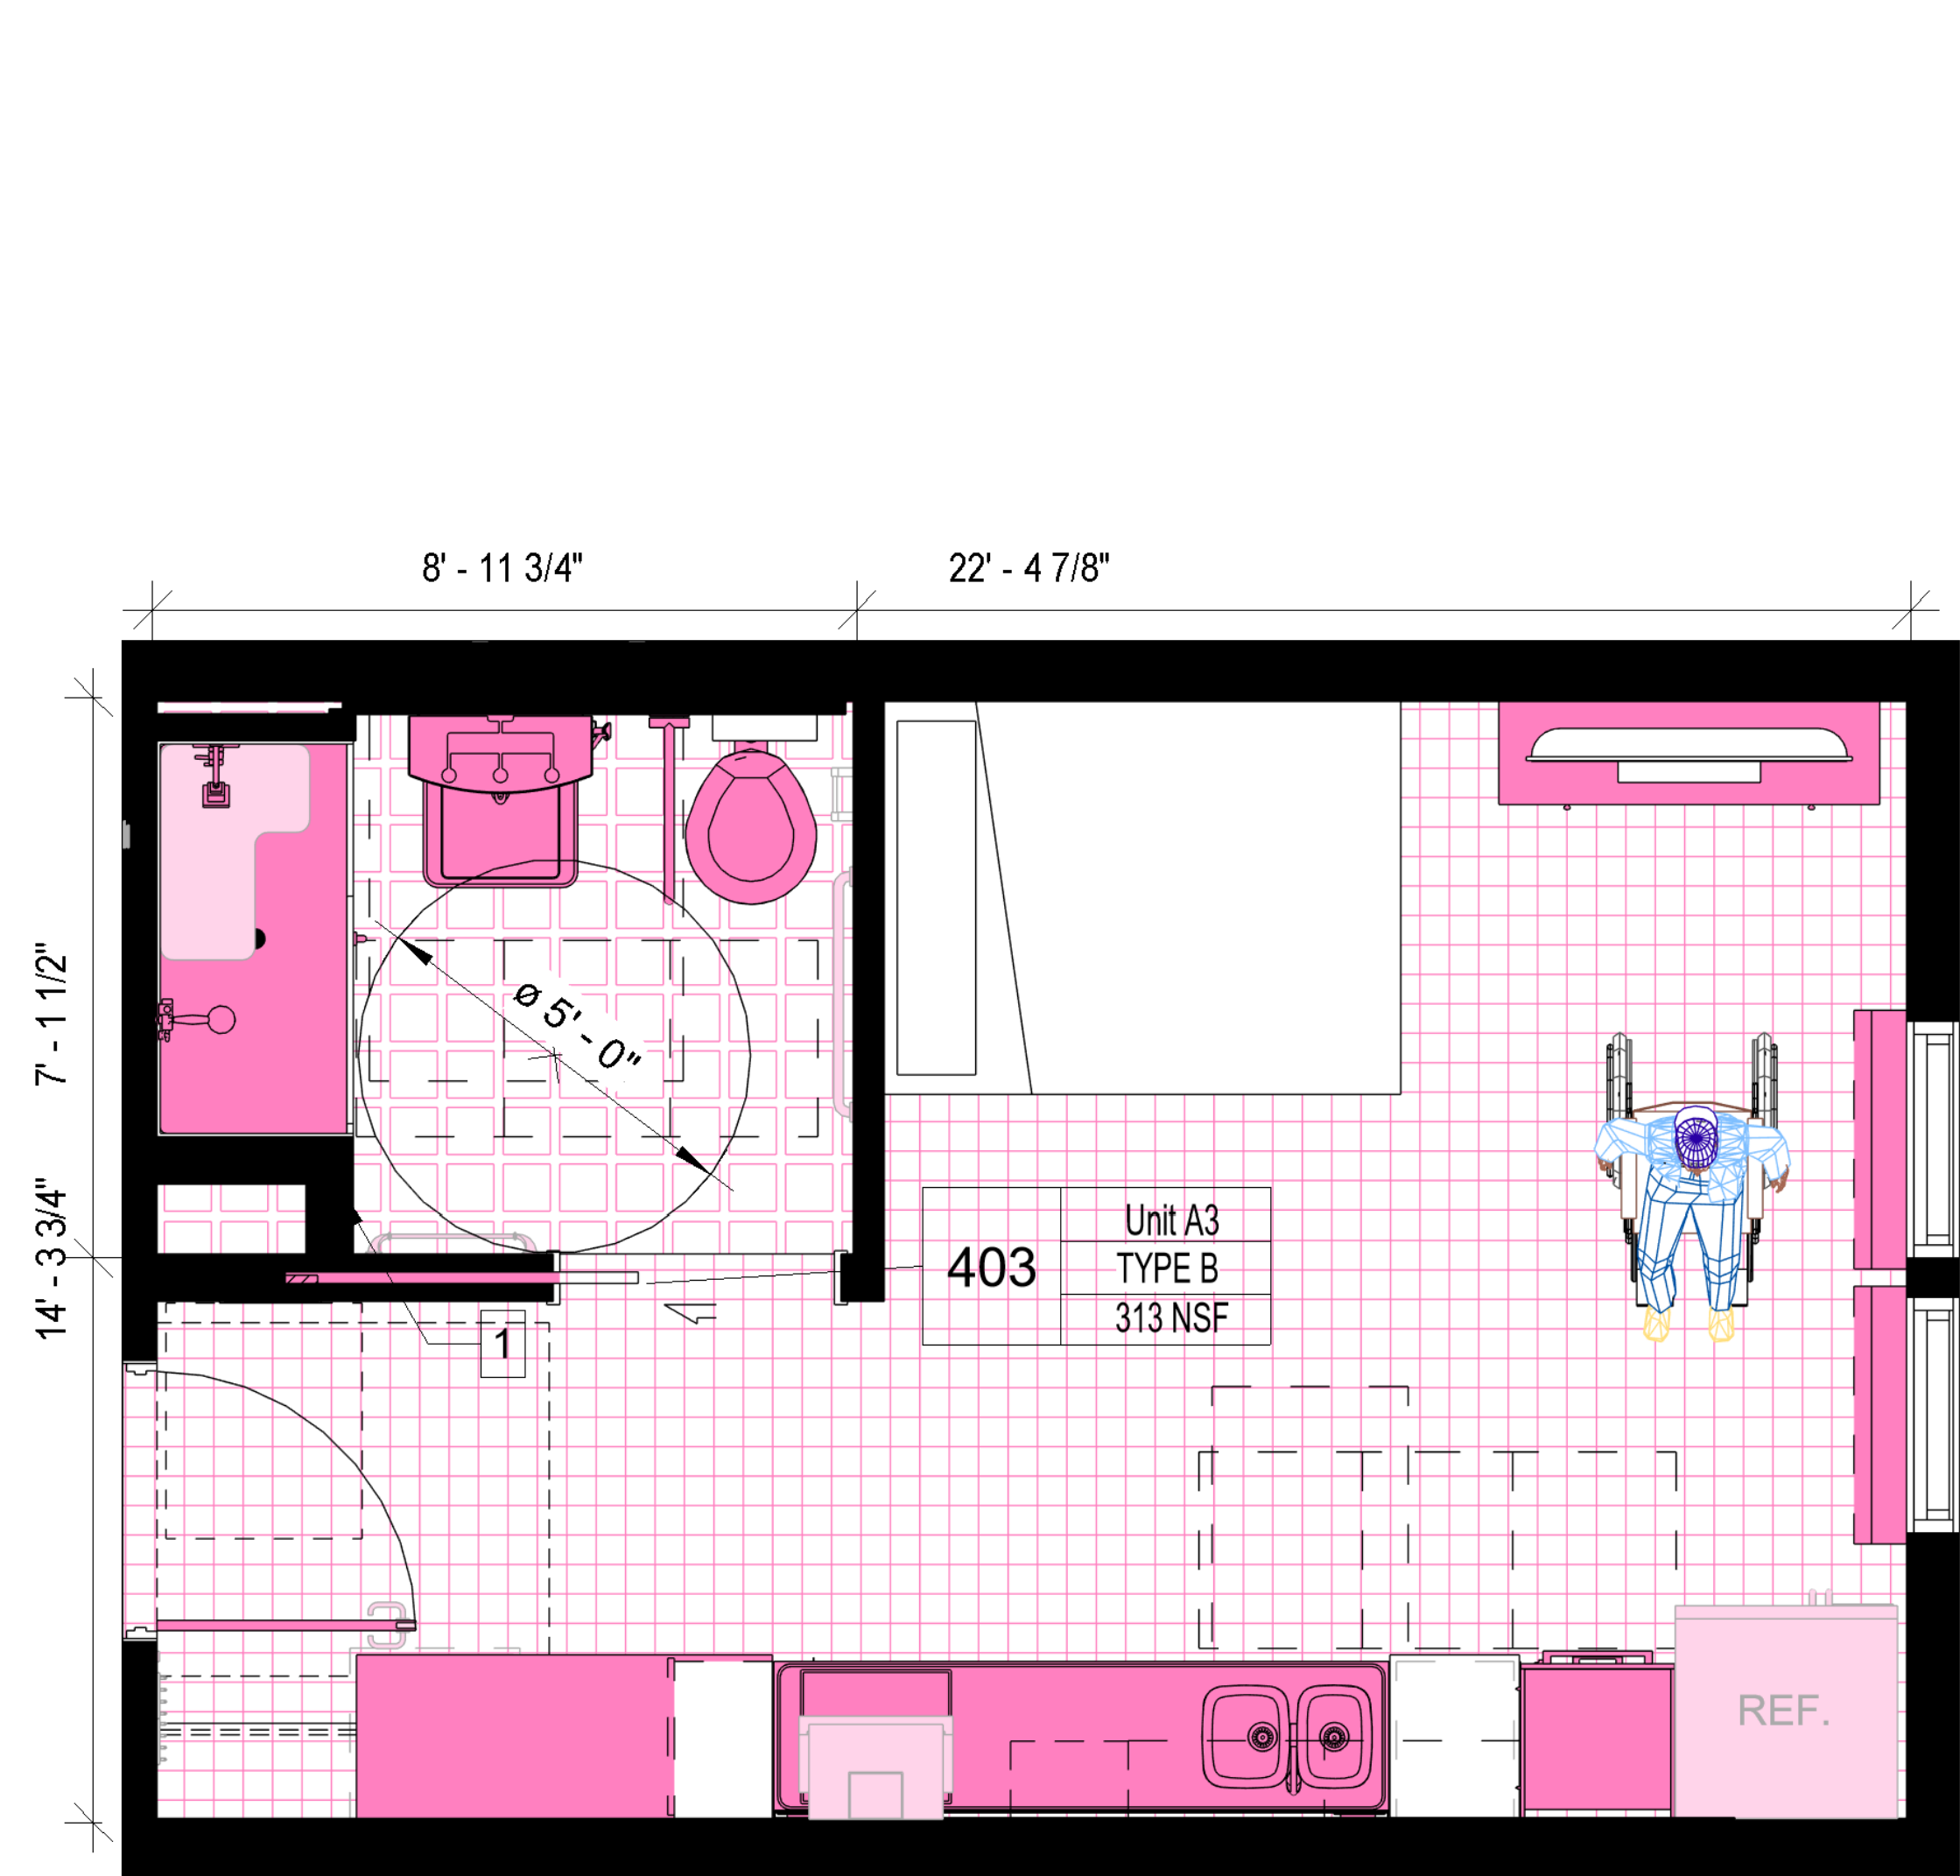 8' - 11 3/4"
22' - 4 7/8"
7' - 1 1/2"
14' - 3 3/4"
ø 5' - 0"
403
Unit A3
TYPE B
313 NSF
1
REF.